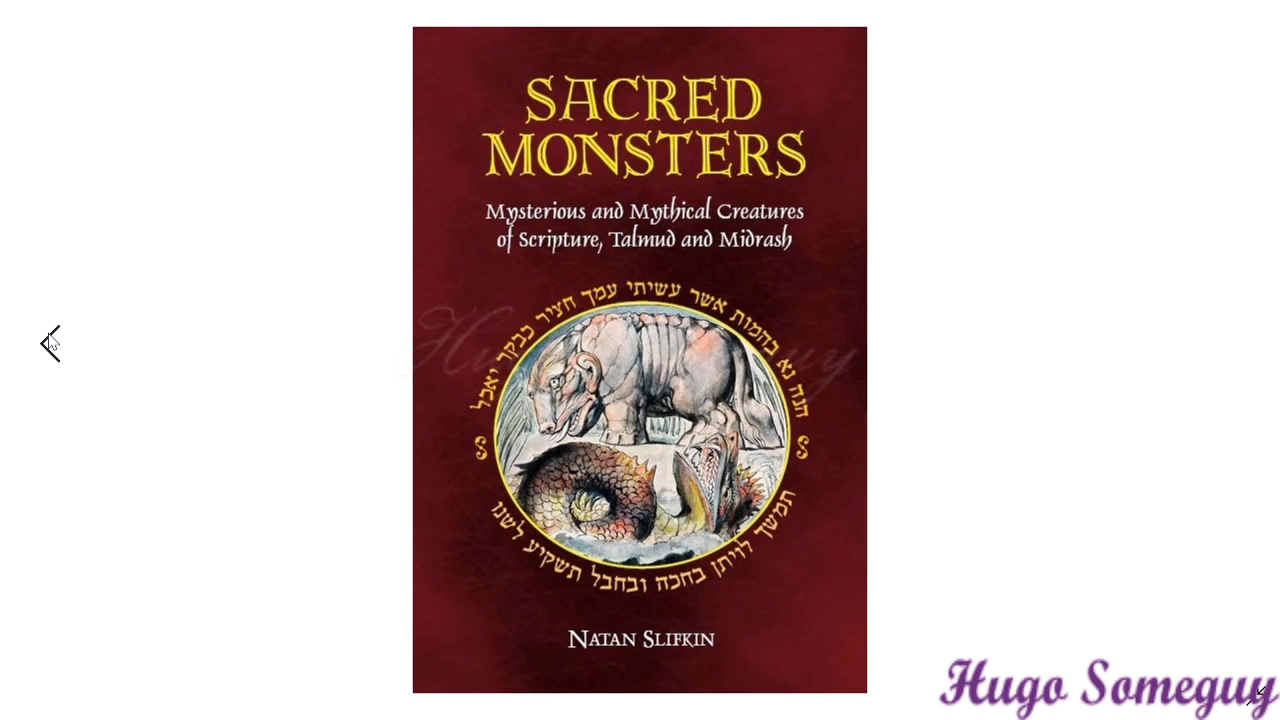 SACRED
MONSTERS
Mysterious and Mythical Creatures
of Scripture, Talmud and Midrash
הנה נא בהמות אשר עשיתי עמך חציר כבקר יאכל
תמשך לויתן בחכה ובחבל תשקיע לשנו
NATAN SLIFKIN
Hugo Someguy